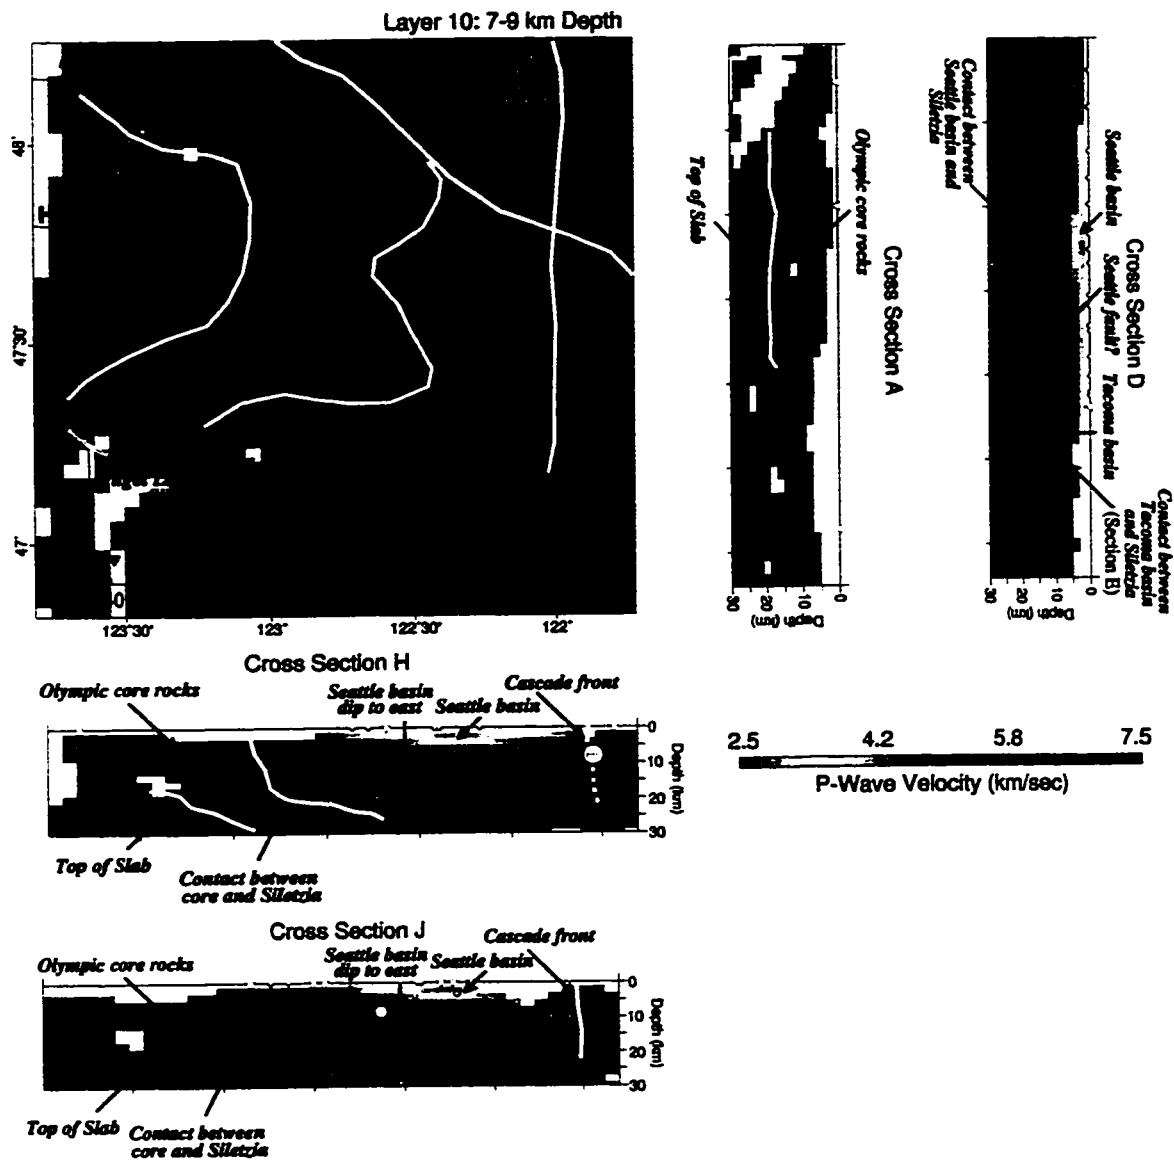 Layer 10: 7-9 km Depth
48°
47°30'
47°
123°30'
123°
122°30'
122°
Top of Slab
Olympic core rocks
Cross Section A
0
10
20
30
Depth (km)
Contact between
Seattle basin and
Siletzia
Seattle basin
Seattle fault?
Tacoma basin
Cross Section D
Contact between
Tacoma basin
and Siletzia
(Section E)
0
10
20
30
Depth (km)
Cross Section H
Olympic core rocks
Seattle basin
dip to east
Seattle basin
Cascade front
0
10
20
30
Depth (km)
Top of Slab
Contact between
core and Siletzia
2.5
4.2
5.8
7.5
P-Wave Velocity (km/sec)
Cross Section J
Olympic core rocks
Seattle basin
dip to east
Seattle basin
Cascade front
0
10
20
30
Depth (km)
Top of Slab
Contact between
core and Siletzia